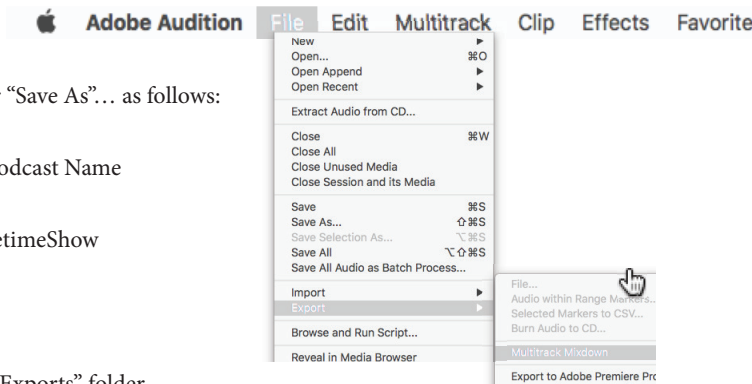 Adobe Audition File Edit Multitrack Clip Effects Favorite
New
Open... ⌘O
Open Append
Open Recent
"Save As"… as follows:
Extract Audio from CD...
Close ⌘W
Close All
odcast Name
Close Unused Media
Close Session and its Media
Save ⌘S
Save As... ⇧⌘S
Save Selection As... ⌥⌘S
etimeShow
Save All ⌥⇧⌘S
Save All Audio as Batch Process...
Import
Export
File...
Audio within Range Markers...
Selected Markers to CSV...
Burn Audio to CD...
Browse and Run Script...
Multitrack Mixdown
Reveal in Media Browser
Export to Adobe Premiere Pro
Exports" folder